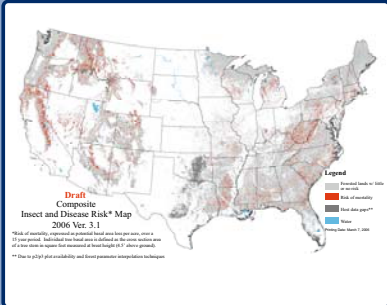 Draft
Composite
Insect and Disease Risk* Map
2006 Ver. 3.1
*Risk of mortality, expressed as potential basal area loss per acre, over a
15 year period. Individual tree basal area is defined as the cross section area
of a tree stem in square feet measured at breast height (4.5' above ground).
** Due to p2/p3 plot availability and forest parameter interpolation techniques
Legend
Forested lands w/ little
or no risk
Risk of mortality
Host data gaps**
Water
Printing Date: March 7, 2006